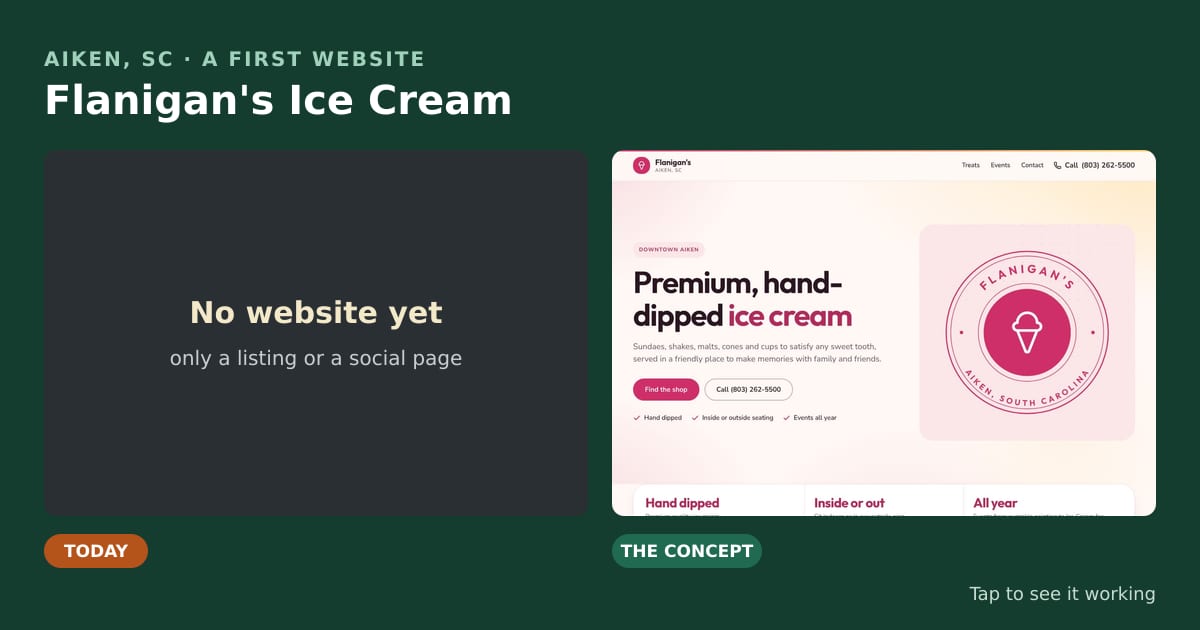 AIKEN, SC · A FIRST WEBSITE
Flanigan's Ice Cream
No website yet
only a listing or a social page
TODAY
Flanigan's
AIKEN, SC
Treats Events Contact Call (803) 262-5500
DOWNTOWN AIKEN
Premium, hand-
dipped ice cream
Sundaes, shakes, malts, cones and cups to satisfy any sweet tooth,
served in a friendly place to make memories with family and friends.
Find the shop
Call (803) 262-5500
Hand dipped Inside or outside seating Events all year
FLANIGAN'S
AIKEN, SOUTH CAROLINA
Hand dipped
Inside or out
All year
THE CONCEPT
Tap to see it working